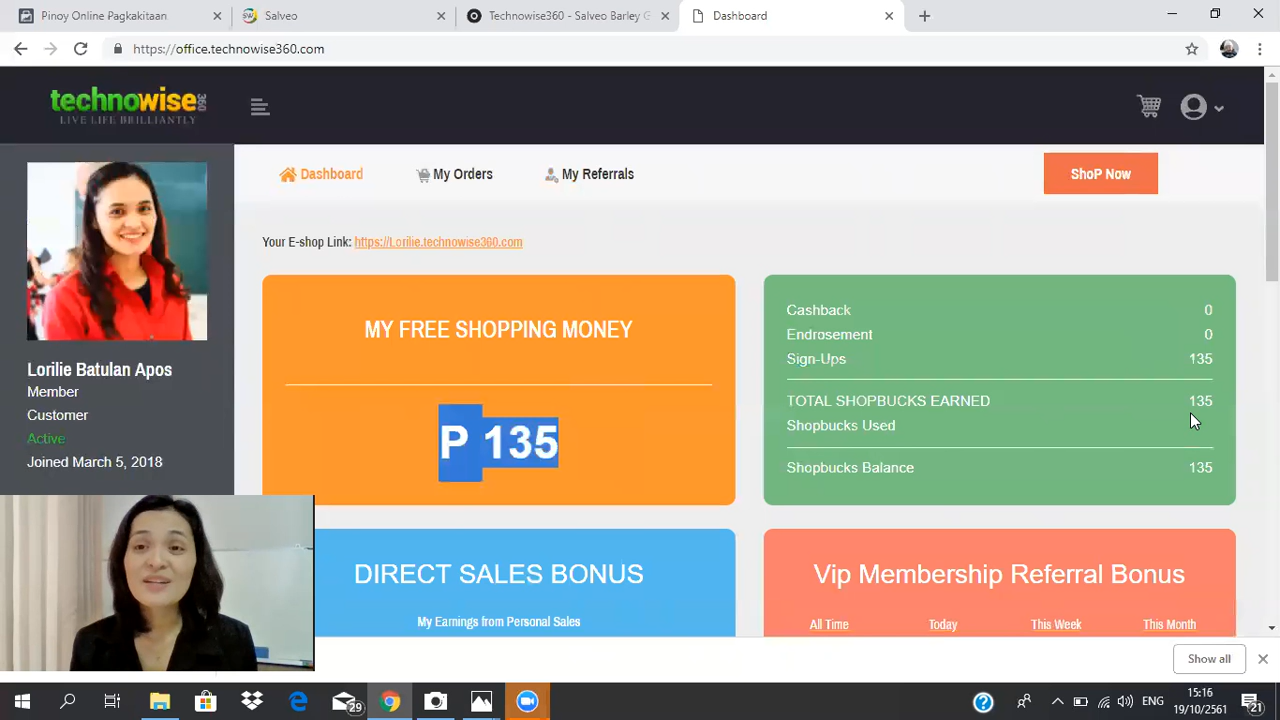 Pinoy Online Pagkakitaan
Salveo
Technowise360 - Salveo Barley G
Dashboard
https://office.technowise360.com
technowise 360
LIVE LIFE BRILLIANTLY
Dashboard
My Orders
My Referrals
ShoP Now
Your E-shop Link: https://Lorilie.technowise360.com
Lorilie Batulan Apos
Member
Customer
Active
Joined March 5, 2018
MY FREE SHOPPING MONEY
P 135
Cashback 0
Endrosement 0
Sign-Ups 135
TOTAL SHOPBUCKS EARNED 135
Shopbucks Used
Shopbucks Balance 135
DIRECT SALES BONUS
My Earnings from Personal Sales
Vip Membership Referral Bonus
All Time Today This Week This Month
Show all
29
ENG
15:16
19/10/2561
21